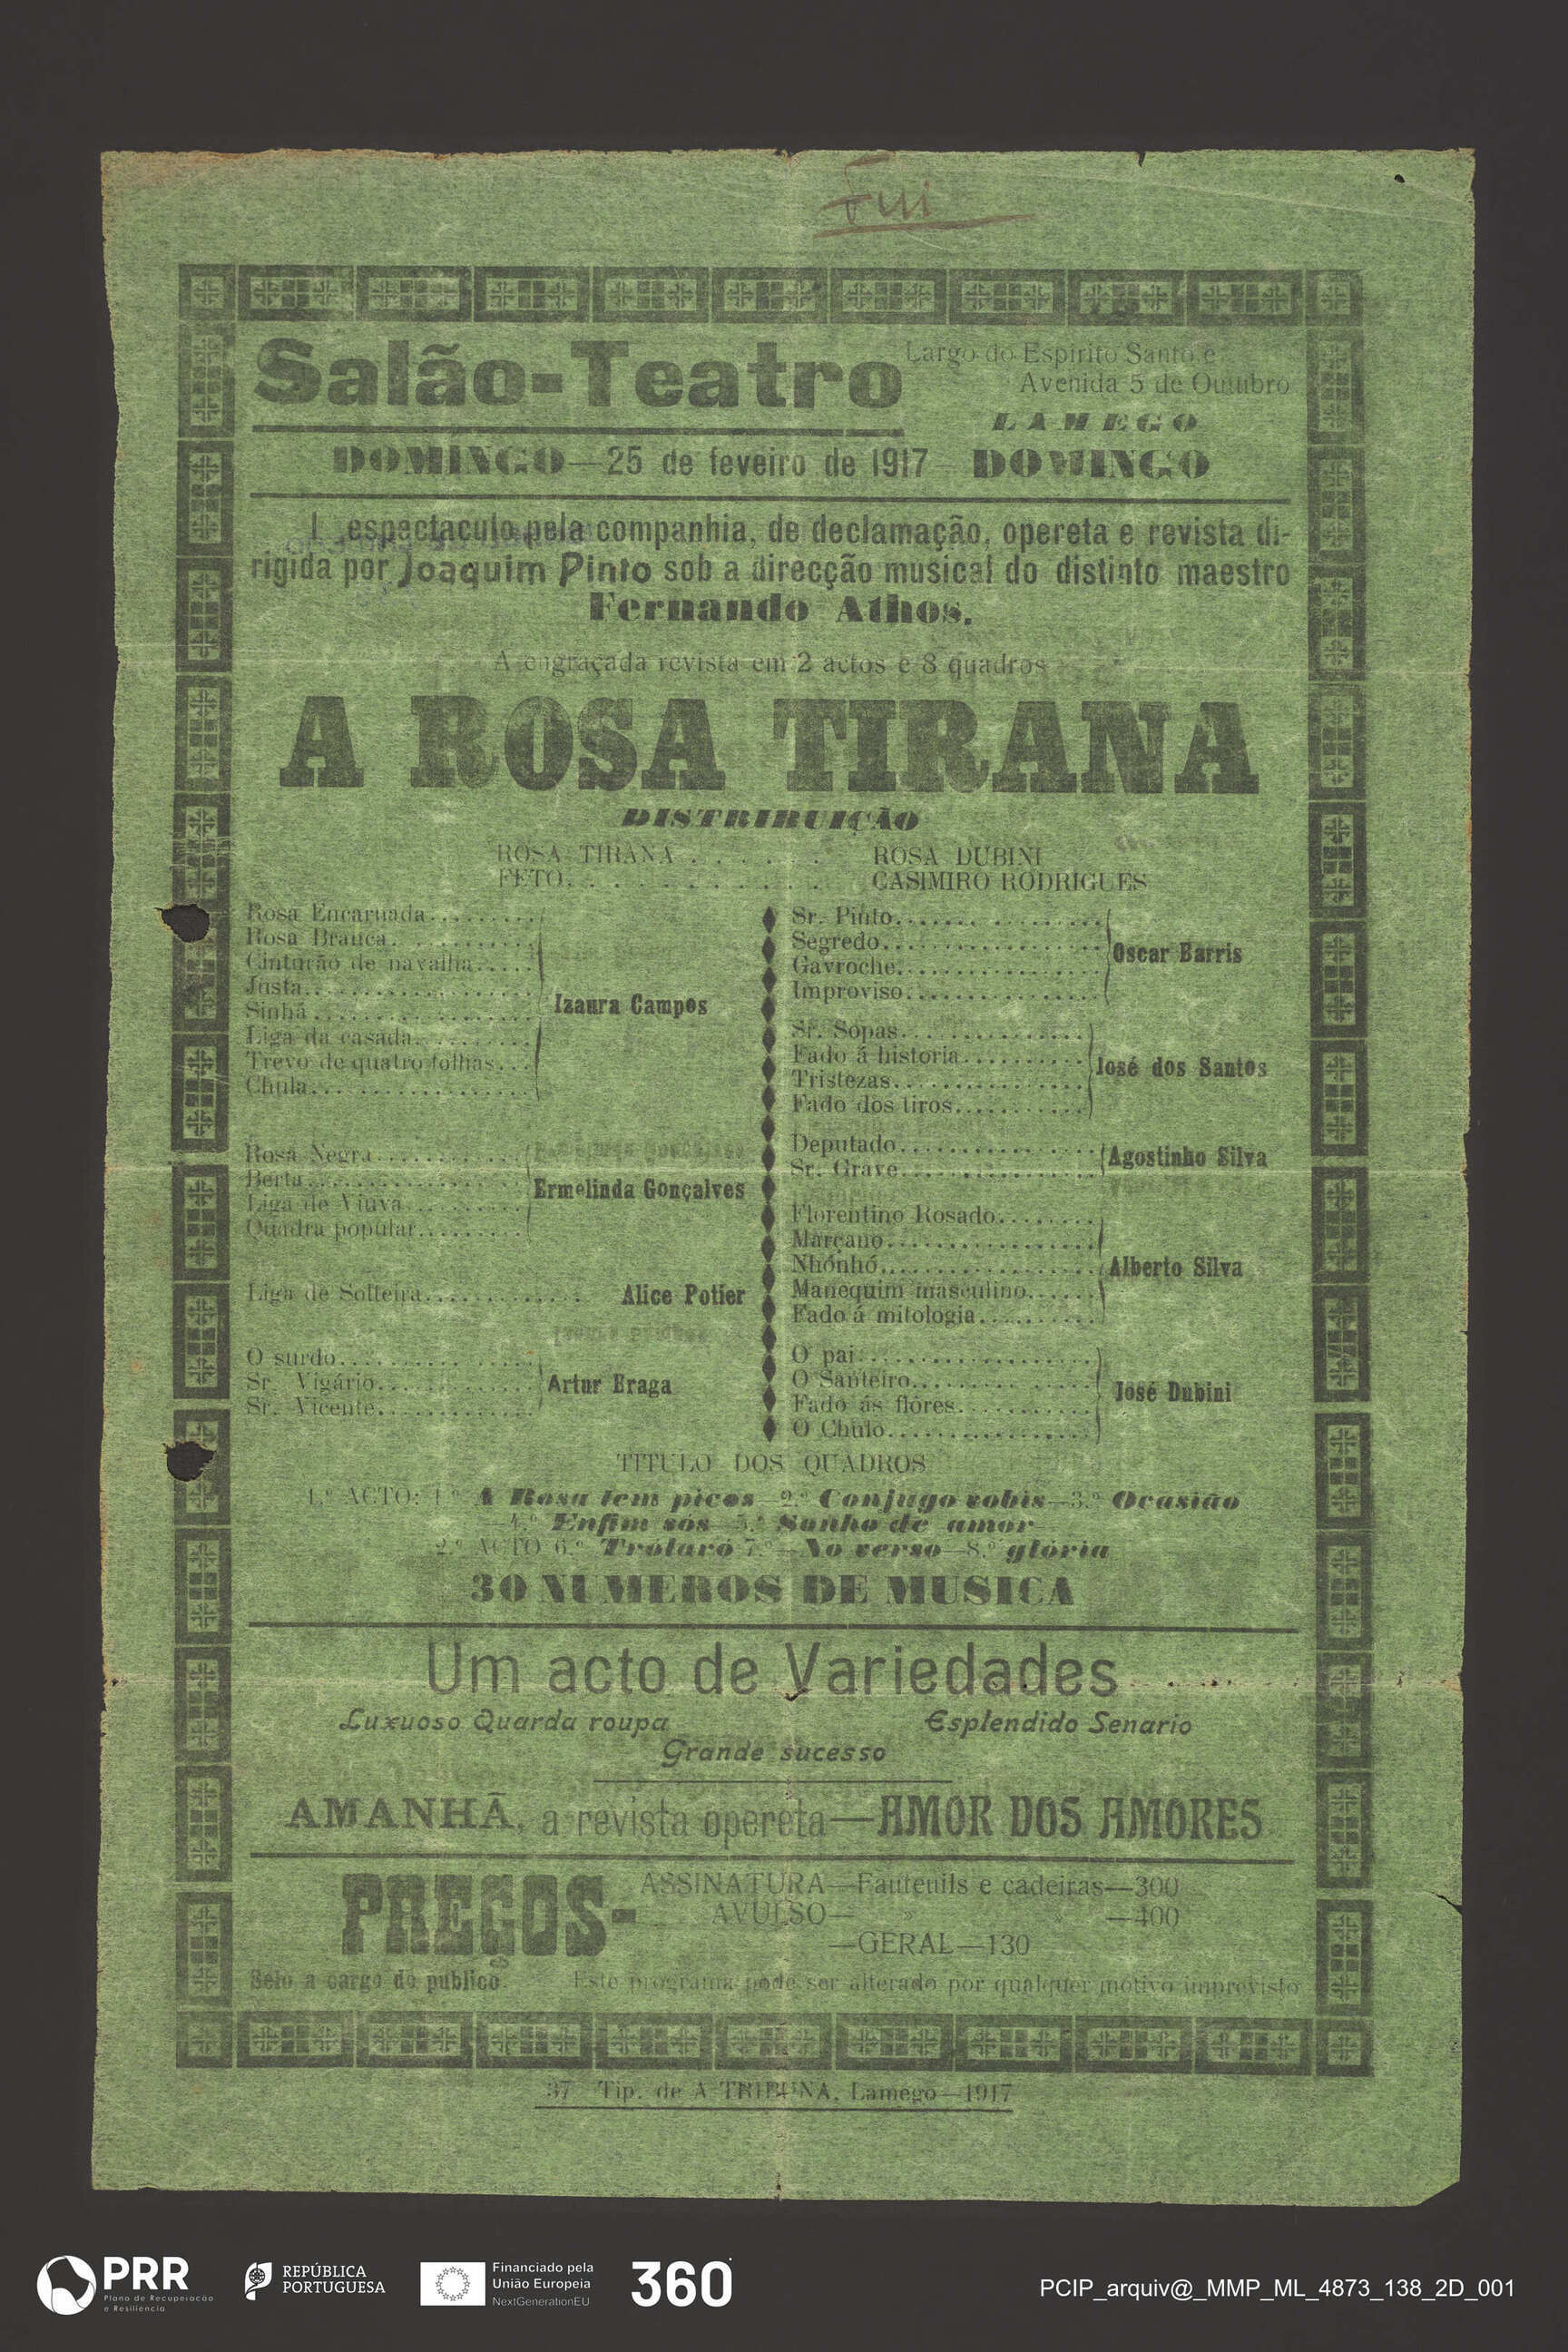 Fui
Salão-Teatro
Largo do Espirito Santo e
Avenida 5 de Outubro
LAMEGO
DOMINGO—25 de feveiro de 1917—DOMINGO
1 espectaculo pela companhia, de declamação, opereta e revista di-
rigida por Joaquim Pinto sob a direcção musical do distinto maestro
Fernando Athos.
A engraçada revista em 2 actos e 8 quadros
A ROSA TIRANA
DISTRIBUIÇÃO
ROSA TIRANA . . . . . . ROSA DUBINI
FETO. . . . . . . . . . . CASIMIRO RODRIGUES
Rosa Encarnada.........
Rosa Branca. ..........
Cinturão de navalha.....
Justa..................
Sinhá..................
Liga da casada.........
Trevo de quatro folhas...
Chula..................
Izaura Campos
Rosa Negra............
Berta..................
Liga de Viuva..........
Quadra popular.........
Ermelinda Gonçalves
Liga de Solteira............. Alice Potier
O surdo................
Sr. Vigário.............
Sr. Vicente.............
Artur Braga
Sr. Pinto..................
Segredo...................
Gavroche..................
Improviso.................
Oscar Barris
Sr. Sopas................
Fado á historia..........
Tristezas................
Fado dos tiros...........
José dos Santos
Deputado.................
Sr. Grave................
Agostinho Silva
Florentino Rosado........
Marçano..................
Nhônhó...................
Manequim masculino......
Fado á mitologia..........
Alberto Silva
O pai....................
O Santeiro................
Fado ás flôres............
O Chulo..................
José Dubini
TITULO DOS QUADROS
1.º ACTO: 1.º A Rosa tem picos—2.º Conjugo vobis—3.º Ocasião
—4.º Enfim sós—5.º Sonho de amor—
2.º ACTO 6.º Trólaró 7.º—No verso—8.º glória
30 NUMEROS DE MUSICA
Um acto de Variedades
Luxuoso Quarda roupa Esplendido Senario
Grande sucesso
AMANHÃ, a revista opereta—AMOR DOS AMORES
PREÇOS-
ASSINATURA—Fauteuils e cadeiras—300
AVULSO— » » —400
—GERAL—130
Selo a cargo do publico. Este programa pode ser alterado por qualquer motivo imprevisto
37 Tip. de A TRIBUNA, Lamego—1917
PRR
Plano de Recuperação
e Resiliência
REPÚBLICA
PORTUGUESA
Financiado pela
União Europeia
NextGenerationEU
360
PCIP_arquiv@_MMP_ML_4873_138_2D_001